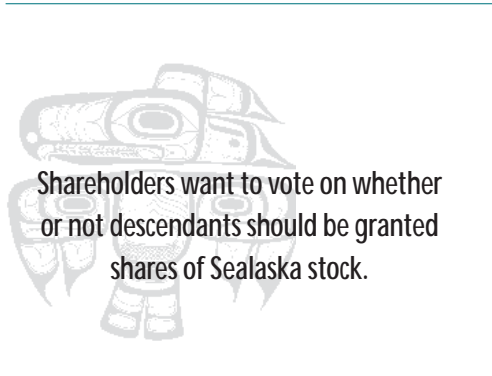 Shareholders want to vote on whether
or not descendants should be granted
shares of Sealaska stock.